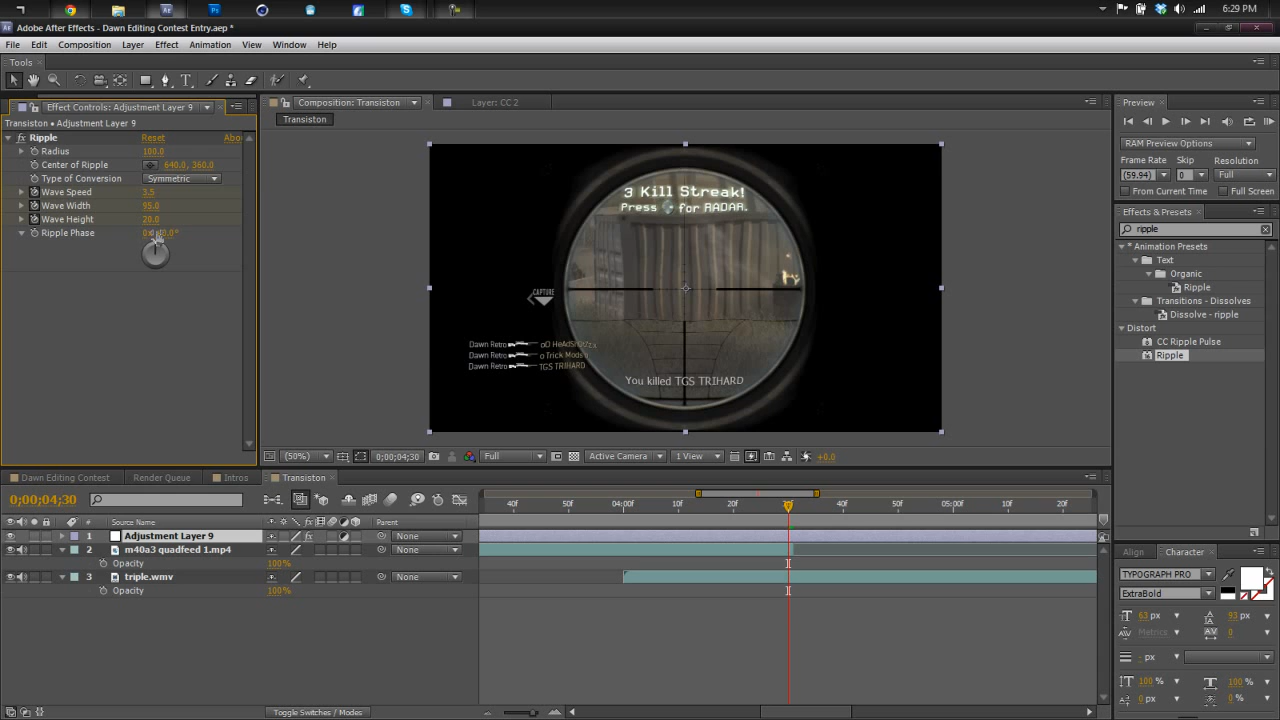 6:29 PM
Adobe After Effects - Dawn Editing Contest Entry.aep *
File Edit Composition Layer Effect Animation View Window Help
Tools
Effect Controls: Adjustment Layer 9
Transiston • Adjustment Layer 9
Ripple Reset Abo
Radius 100.0
Center of Ripple 640.0, 360.0
Type of Conversion Symmetric
Wave Speed 3.5
Wave Width 95.0
Wave Height 20.0
Ripple Phase
Composition: Transiston
Layer: CC 2
Transiston
3 Kill Streak!
Press for RADAR.
CAPTURE
Dawn Retro
Dawn Retro o Trick Mods o
Dawn Retro TGS TRIHARD
You killed TGS TRIHARD
(50%) 0;00;04;30 Full Active Camera 1 View +0.0
Preview
RAM Preview Options
Frame Rate Skip Resolution
(59.94) 0 Full
From Current Time Full Screen
Effects & Presets
ripple
* Animation Presets
Text
Organic
Ripple
Transitions - Dissolves
Dissolve - ripple
Distort
CC Ripple Pulse
Ripple
Dawn Editing Contest Render Queue Intros Transiston
0;00;04;30
40f 50f 04:00f 10f 20f 30f 40f 50f 05:00f 10f 20f
# Source Name Parent
1 Adjustment Layer 9 None
2 m40a3 quadfeed 1.mp4 None
Opacity 100%
3 triple.wmv None
Opacity 100%
Toggle Switches / Modes
Align Character
TYPOGRAPH PRO
ExtraBold
63 px 93 px
Metrics 0
- px
100 % 100 %
0 px 0 %